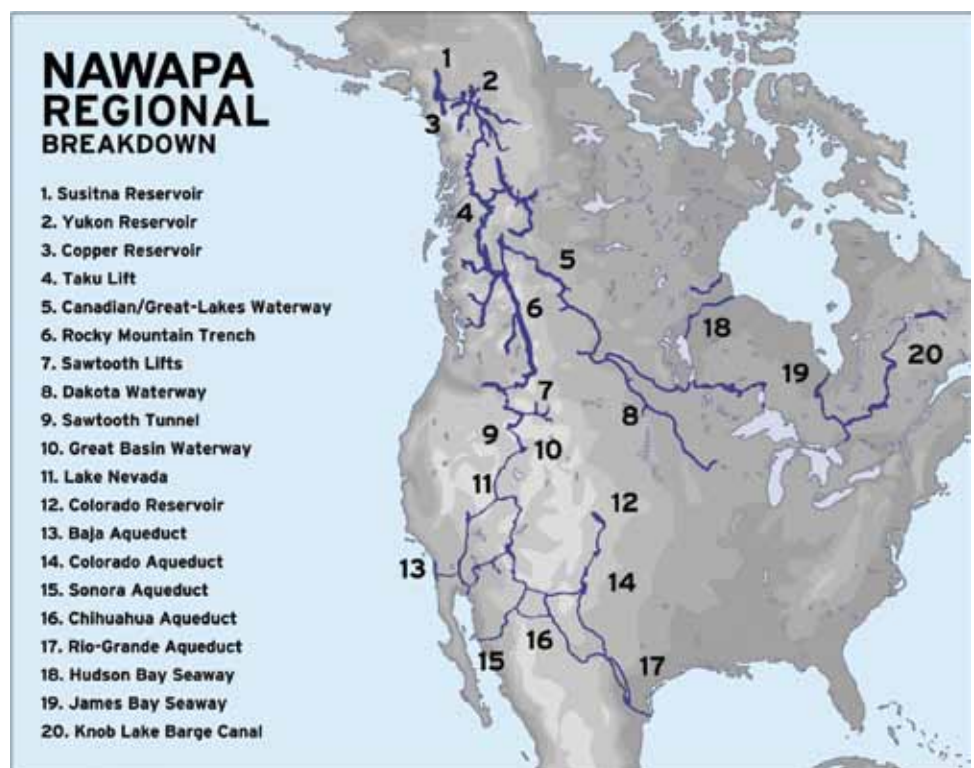 NAWAPA
REGIONAL
BREAKDOWN
1. Susitna Reservoir
2. Yukon Reservoir
3. Copper Reservoir
4. Taku Lift
5. Canadian/Great-Lakes Waterway
6. Rocky Mountain Trench
7. Sawtooth Lifts
8. Dakota Waterway
9. Sawtooth Tunnel
10. Great Basin Waterway
11. Lake Nevada
12. Colorado Reservoir
13. Baja Aqueduct
14. Colorado Aqueduct
15. Sonora Aqueduct
16. Chihuahua Aqueduct
17. Rio-Grande Aqueduct
18. Hudson Bay Seaway
19. James Bay Seaway
20. Knob Lake Barge Canal
1
2
3
4
5
6
18
19
20
7
8
9
10
11
12
13
14
16
15
17